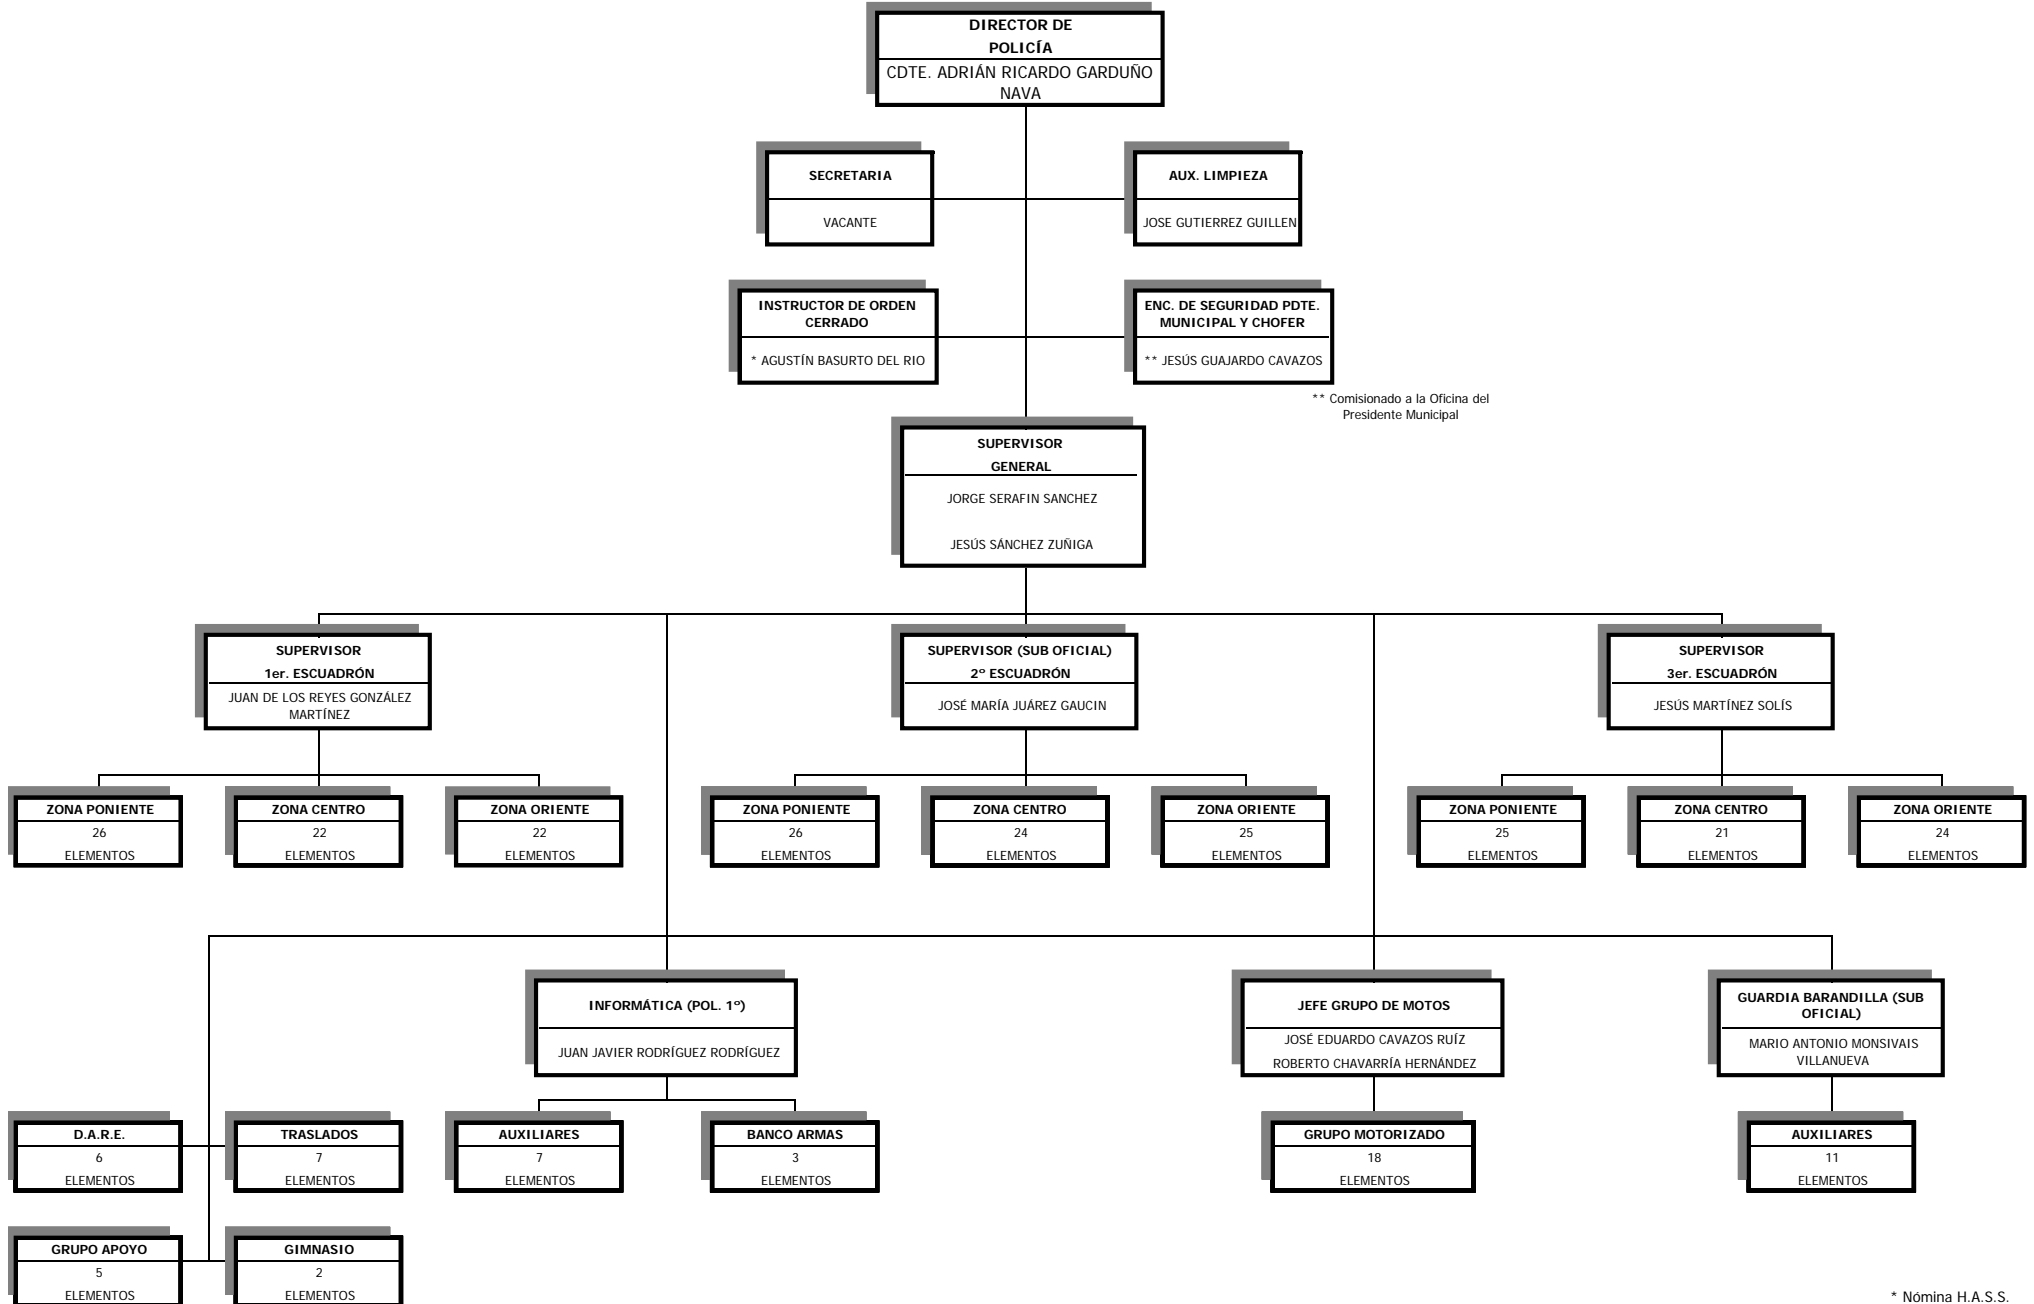 DIRECTOR DE
POLICÍA
CDTE. ADRIÁN RICARDO GARDUÑO
NAVA
SECRETARIA
VACANTE
AUX. LIMPIEZA
JOSE GUTIERREZ GUILLEN
INSTRUCTOR DE ORDEN
CERRADO
* AGUSTÍN BASURTO DEL RIO
ENC. DE SEGURIDAD PDTE.
MUNICIPAL Y CHOFER
** JESÚS GUAJARDO CAVAZOS
** Comisionado a la Oficina del
Presidente Municipal
SUPERVISOR
GENERAL
JORGE SERAFIN SANCHEZ
JESÚS SÁNCHEZ ZUÑIGA
SUPERVISOR
1er. ESCUADRÓN
JUAN DE LOS REYES GONZÁLEZ
MARTÍNEZ
SUPERVISOR (SUB OFICIAL)
2º ESCUADRÓN
JOSÉ MARÍA JUÁREZ GAUCIN
SUPERVISOR
3er. ESCUADRÓN
JESÚS MARTÍNEZ SOLÍS
ZONA PONIENTE
26
ELEMENTOS
ZONA CENTRO
22
ELEMENTOS
ZONA ORIENTE
22
ELEMENTOS
ZONA PONIENTE
26
ELEMENTOS
ZONA CENTRO
24
ELEMENTOS
ZONA ORIENTE
25
ELEMENTOS
ZONA PONIENTE
25
ELEMENTOS
ZONA CENTRO
21
ELEMENTOS
ZONA ORIENTE
24
ELEMENTOS
INFORMÁTICA (POL. 1º)
JUAN JAVIER RODRÍGUEZ RODRÍGUEZ
JEFE GRUPO DE MOTOS
JOSÉ EDUARDO CAVAZOS RUÍZ
ROBERTO CHAVARRÍA HERNÁNDEZ
GUARDIA BARANDILLA (SUB
OFICIAL)
MARIO ANTONIO MONSIVAIS
VILLANUEVA
D.A.R.E.
6
ELEMENTOS
TRASLADOS
7
ELEMENTOS
AUXILIARES
7
ELEMENTOS
BANCO ARMAS
3
ELEMENTOS
GRUPO MOTORIZADO
18
ELEMENTOS
AUXILIARES
11
ELEMENTOS
GRUPO APOYO
5
ELEMENTOS
GIMNASIO
2
ELEMENTOS
* Nómina H.A.S.S.